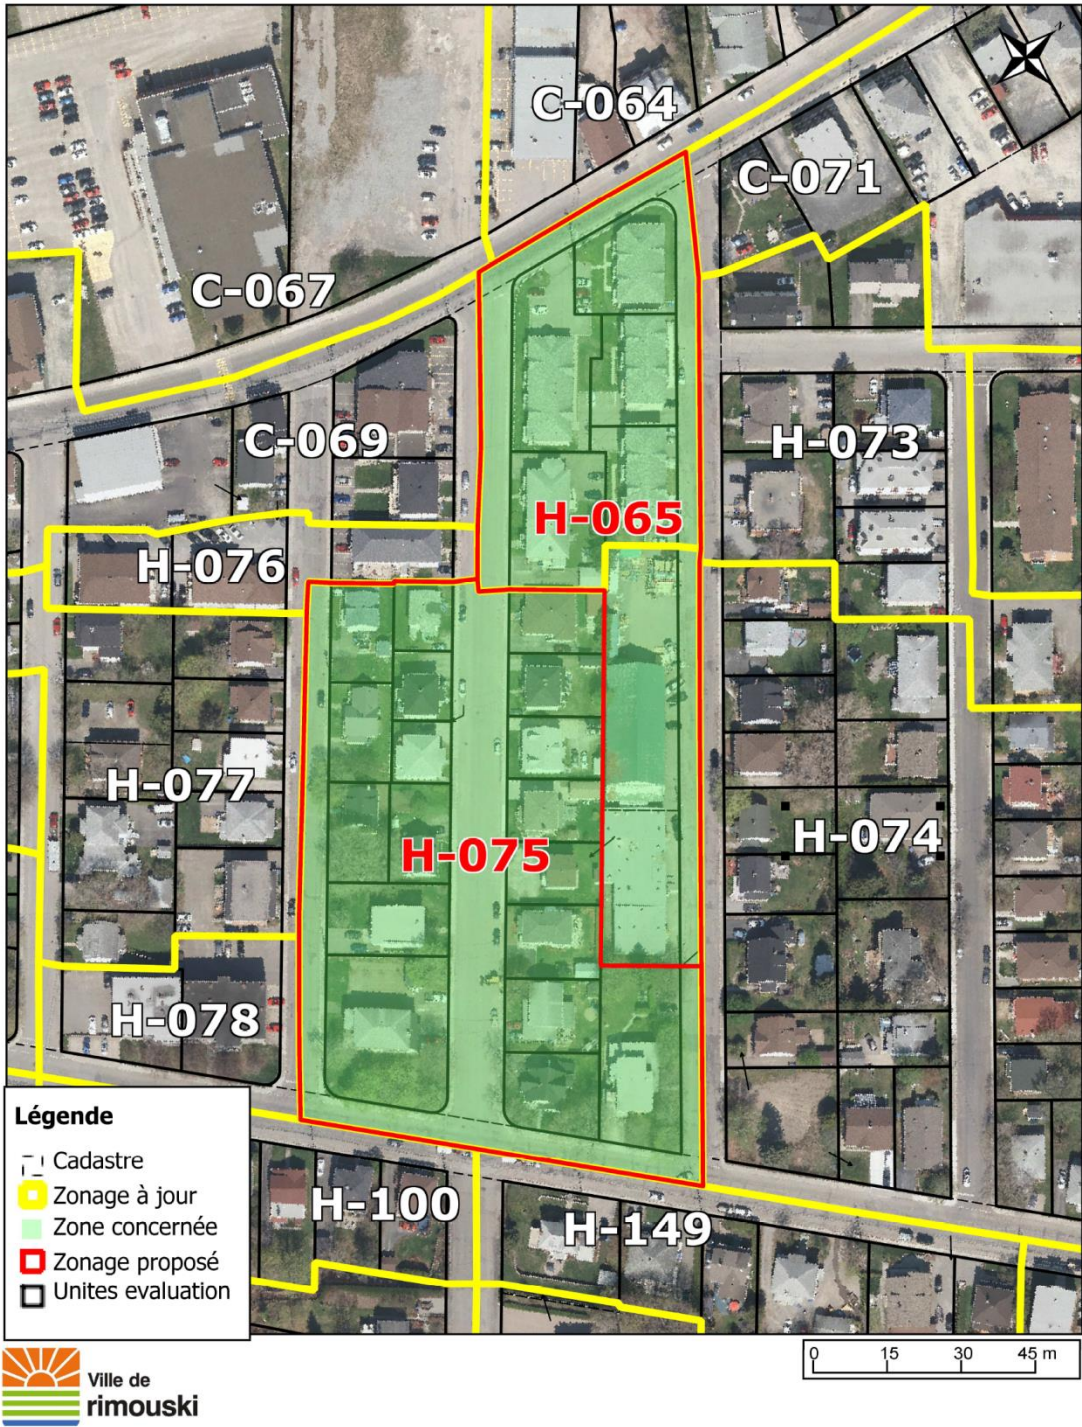 N
C-064
C-071
C-067
C-069
H-073
H-065
H-076
H-077
H-075
H-074
H-078
Légende
Cadastre
Zonage à jour
Zone concernée
Zonage proposé
Unites evaluation
H-100
H-149
0 15 30 45 m
Ville de
rimouski